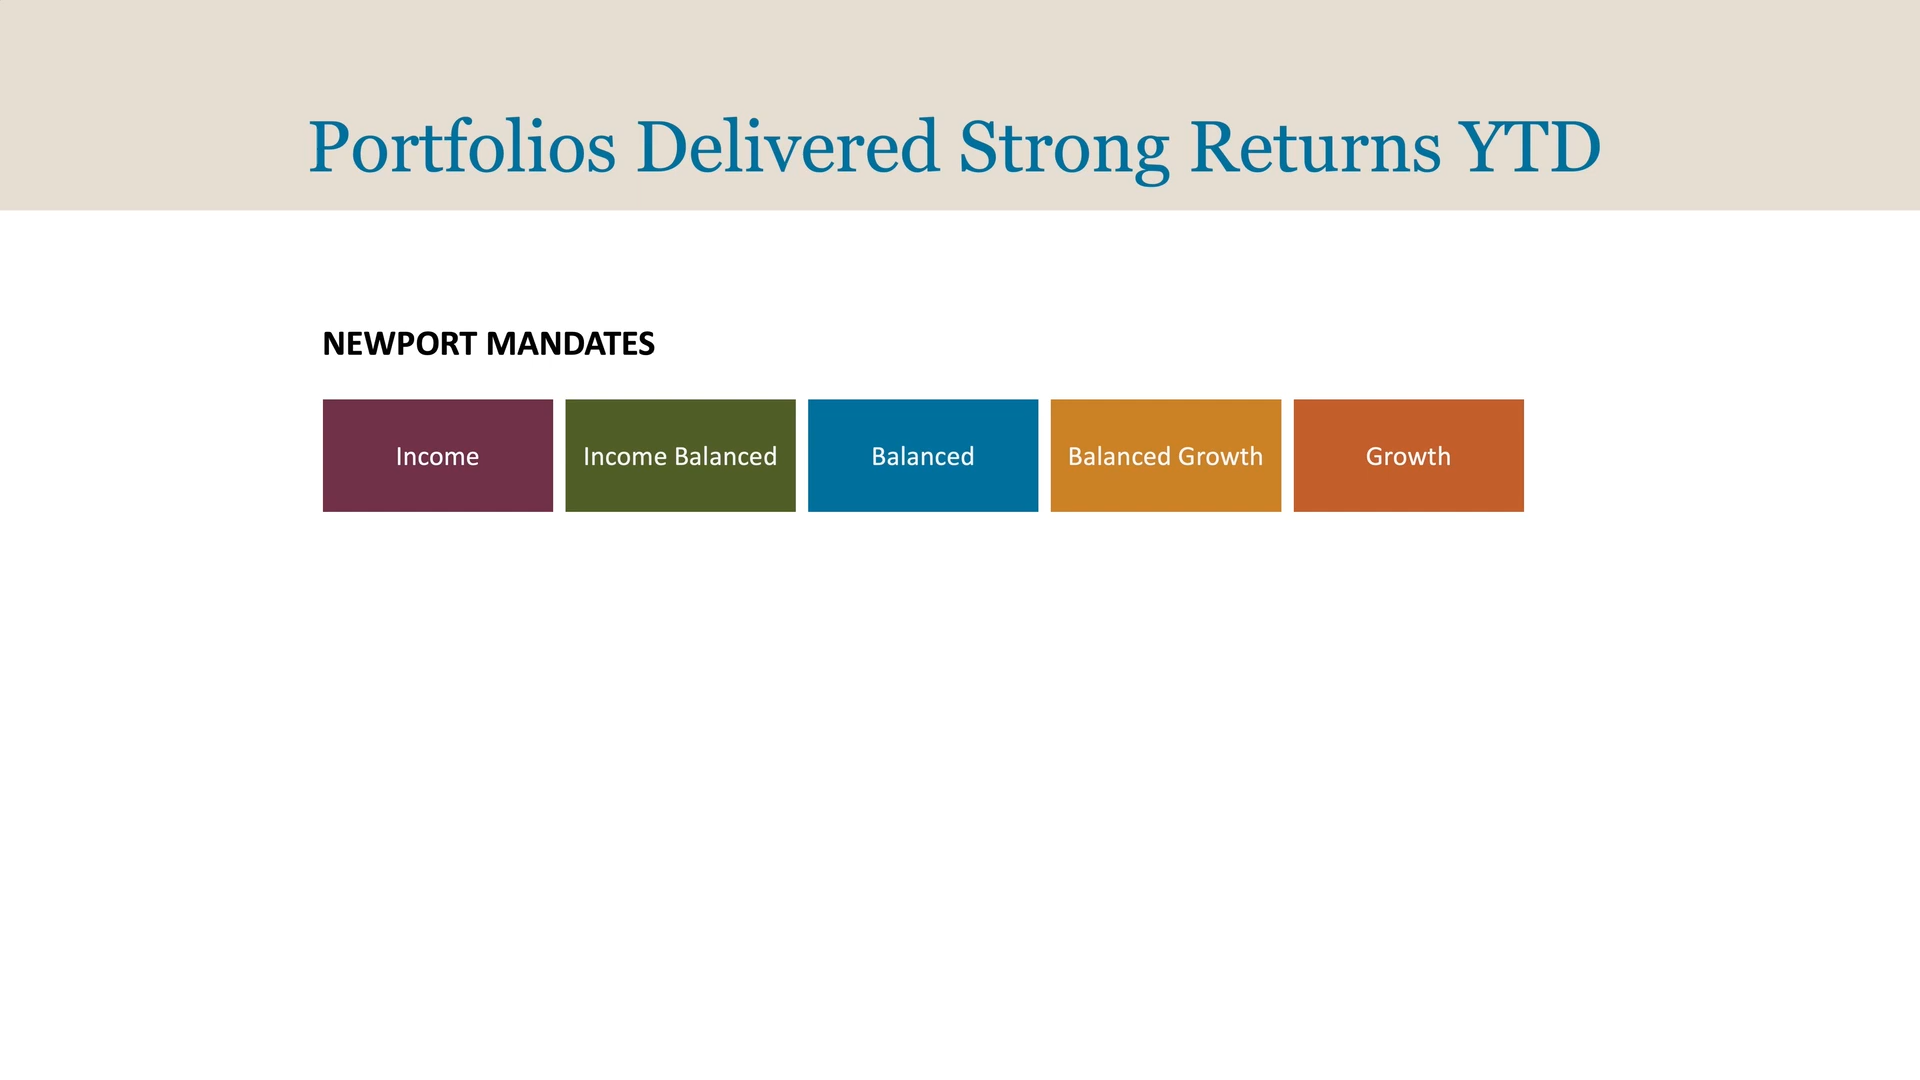 Portfolios Delivered Strong Returns YTD
NEWPORT MANDATES
Income
Income Balanced
Balanced
Balanced Growth
Growth